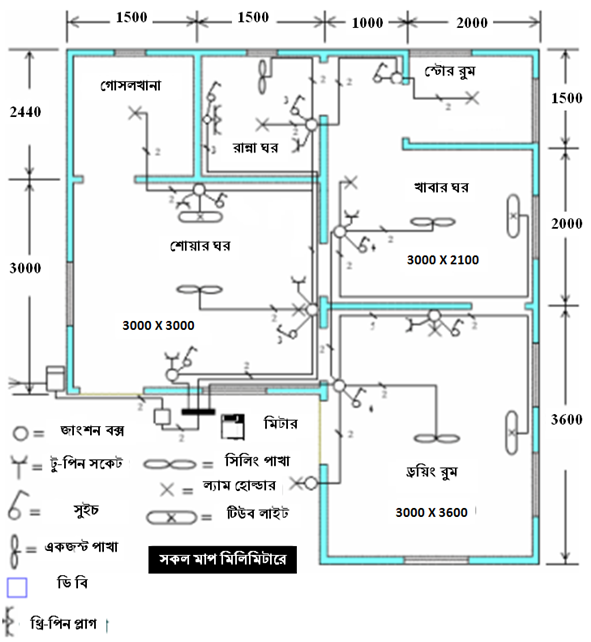 1500
1500
1000
2000
গোসলখানা
রান্না ঘর
স্টোর রুম
2440
1500
শোয়ার ঘর
খাবার ঘর
3000
2000
3000 X 2100
3000 X 3000
3600
মিটার
= জাংশন বক্স
= টু-পিন সকেট
= সিলিং পাখা
= ল্যাম হোল্ডার
ড্রয়িং রুম
= সুইচ
= টিউব লাইট
3000 X 3600
= একজস্ট পাখা
সকল মাপ মিলিমিটারে
ডি বি
থ্রি-পিন প্লাগ